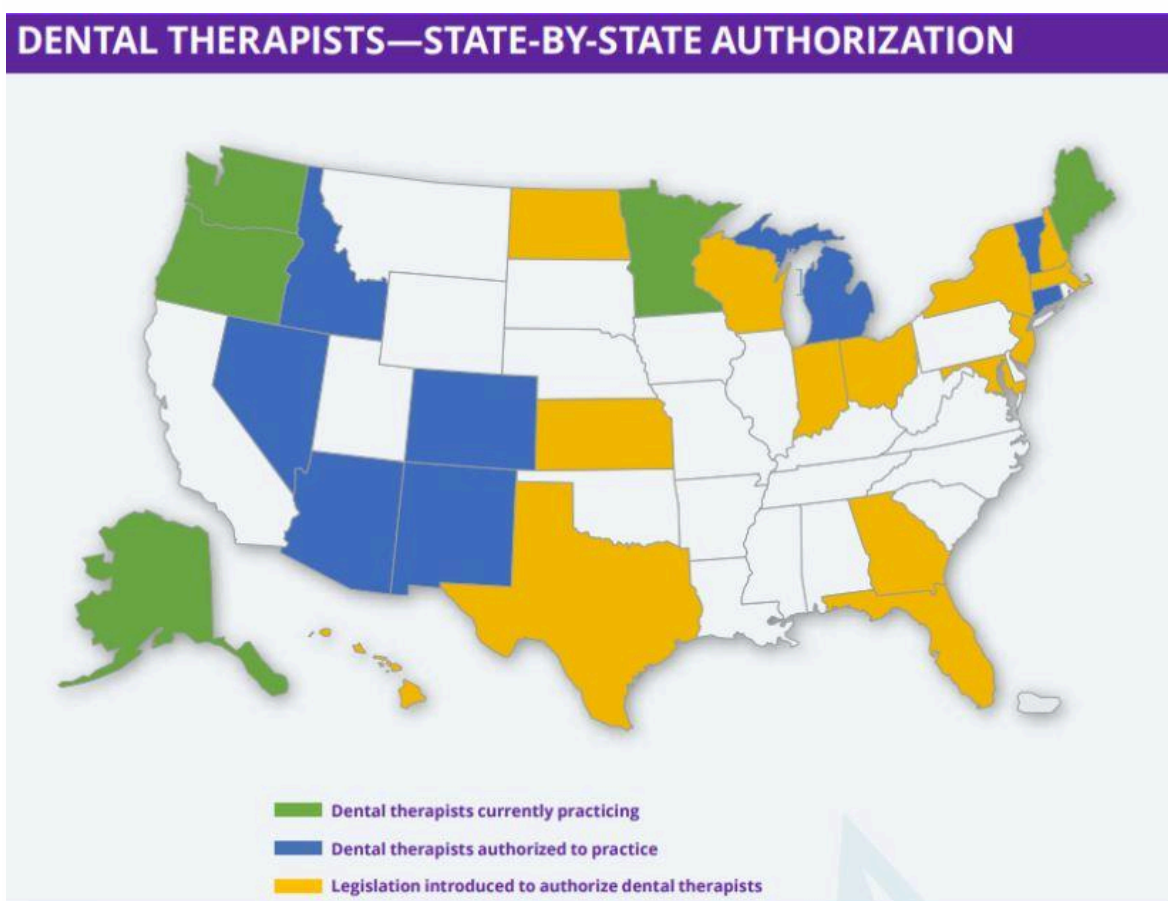 DENTAL THERAPISTS—STATE-BY-STATE AUTHORIZATION
Dental therapists currently practicing
Dental therapists authorized to practice
Legislation introduced to authorize dental therapists